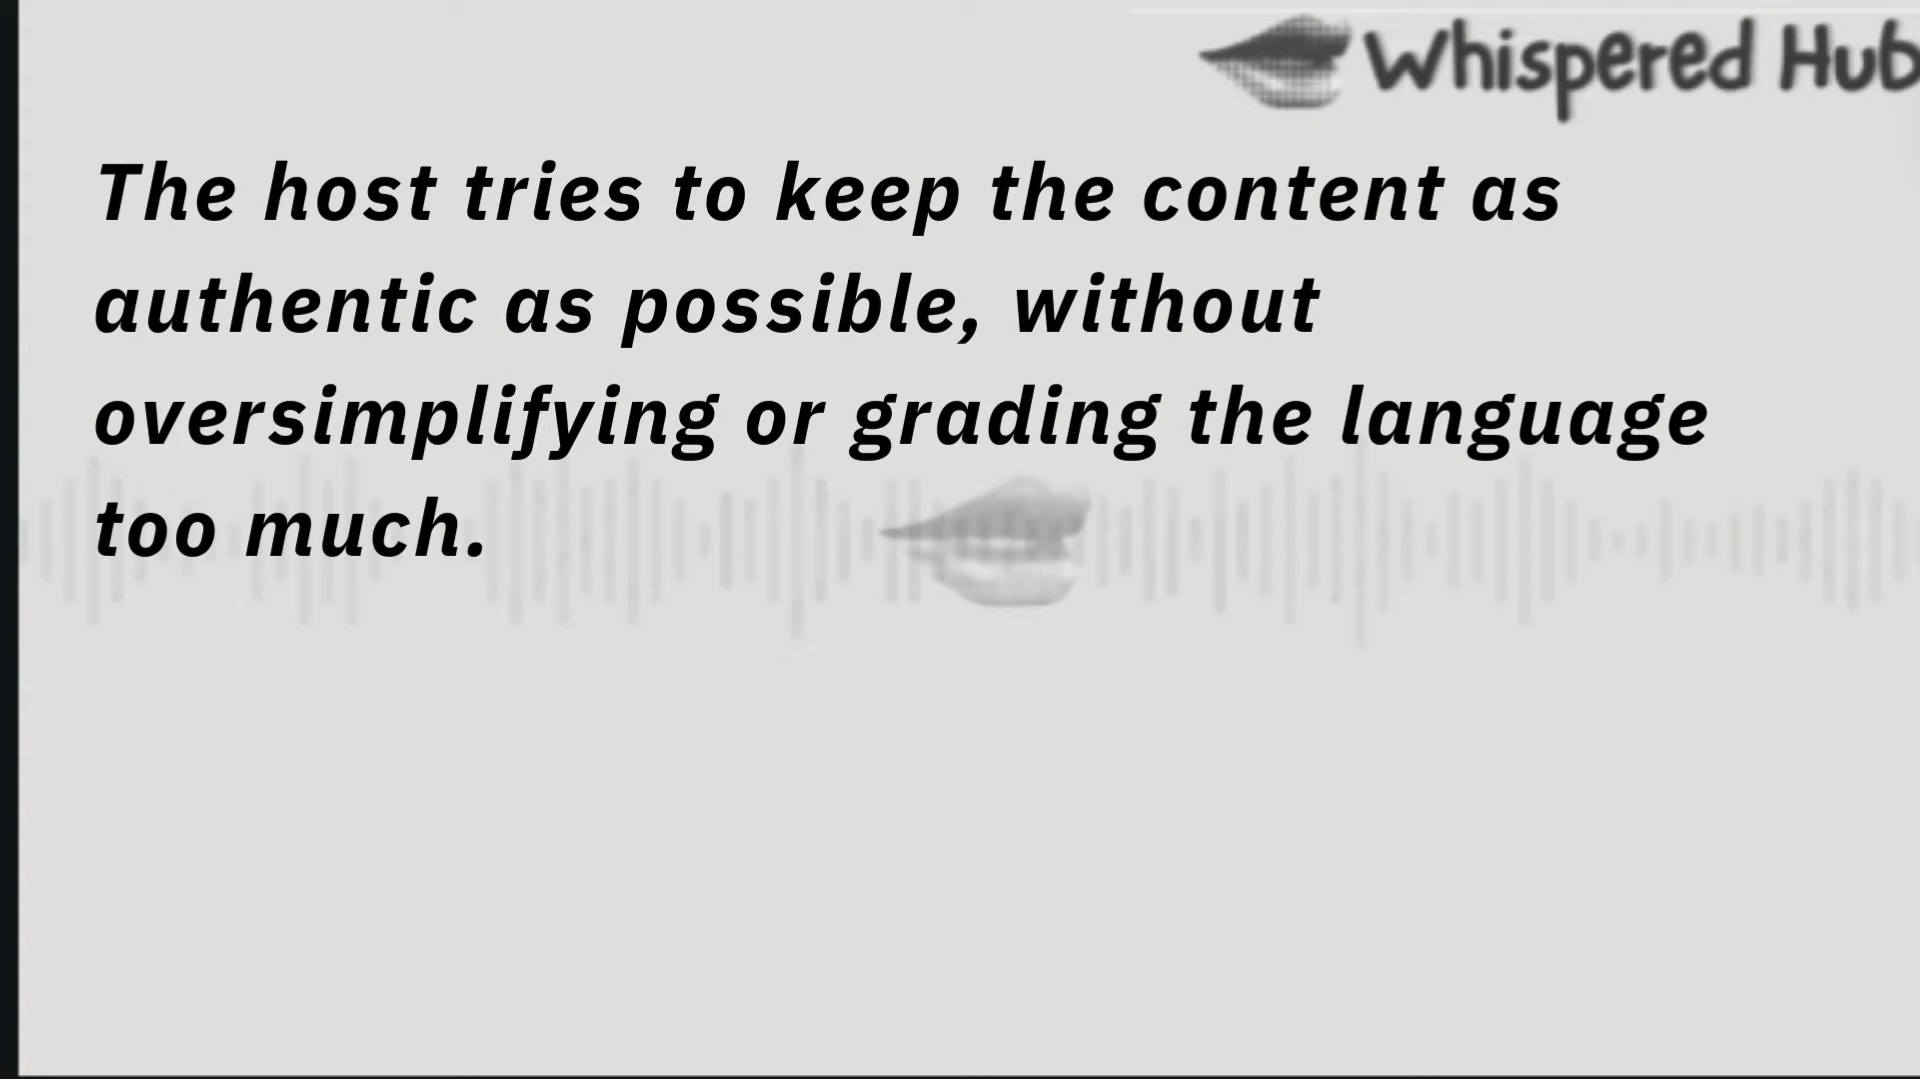 Whispered Hub
The host tries to keep the content as
authentic as possible, without
oversimplifying or grading the language
too much.